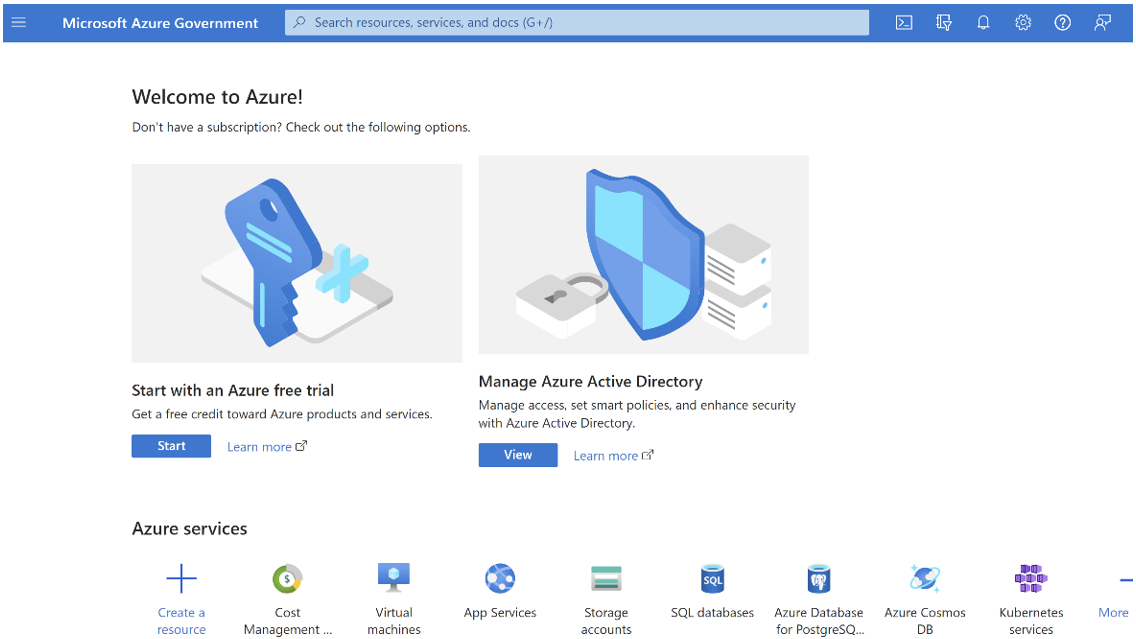 Microsoft Azure Government
Search resources, services, and docs (G+/)
Welcome to Azure!
Don't have a subscription? Check out the following options.
Start with an Azure free trial
Get a free credit toward Azure products and services.
Start
Learn more
Manage Azure Active Directory
Manage access, set smart policies, and enhance security
with Azure Active Directory.
View
Learn more
Azure services
Create a
resource
$
Cost
Management ...
Virtual
machines
App Services
Storage
accounts
SQL
SQL databases
Azure Database
for PostgreSQ...
Azure Cosmos
DB
Kubernetes
services
More